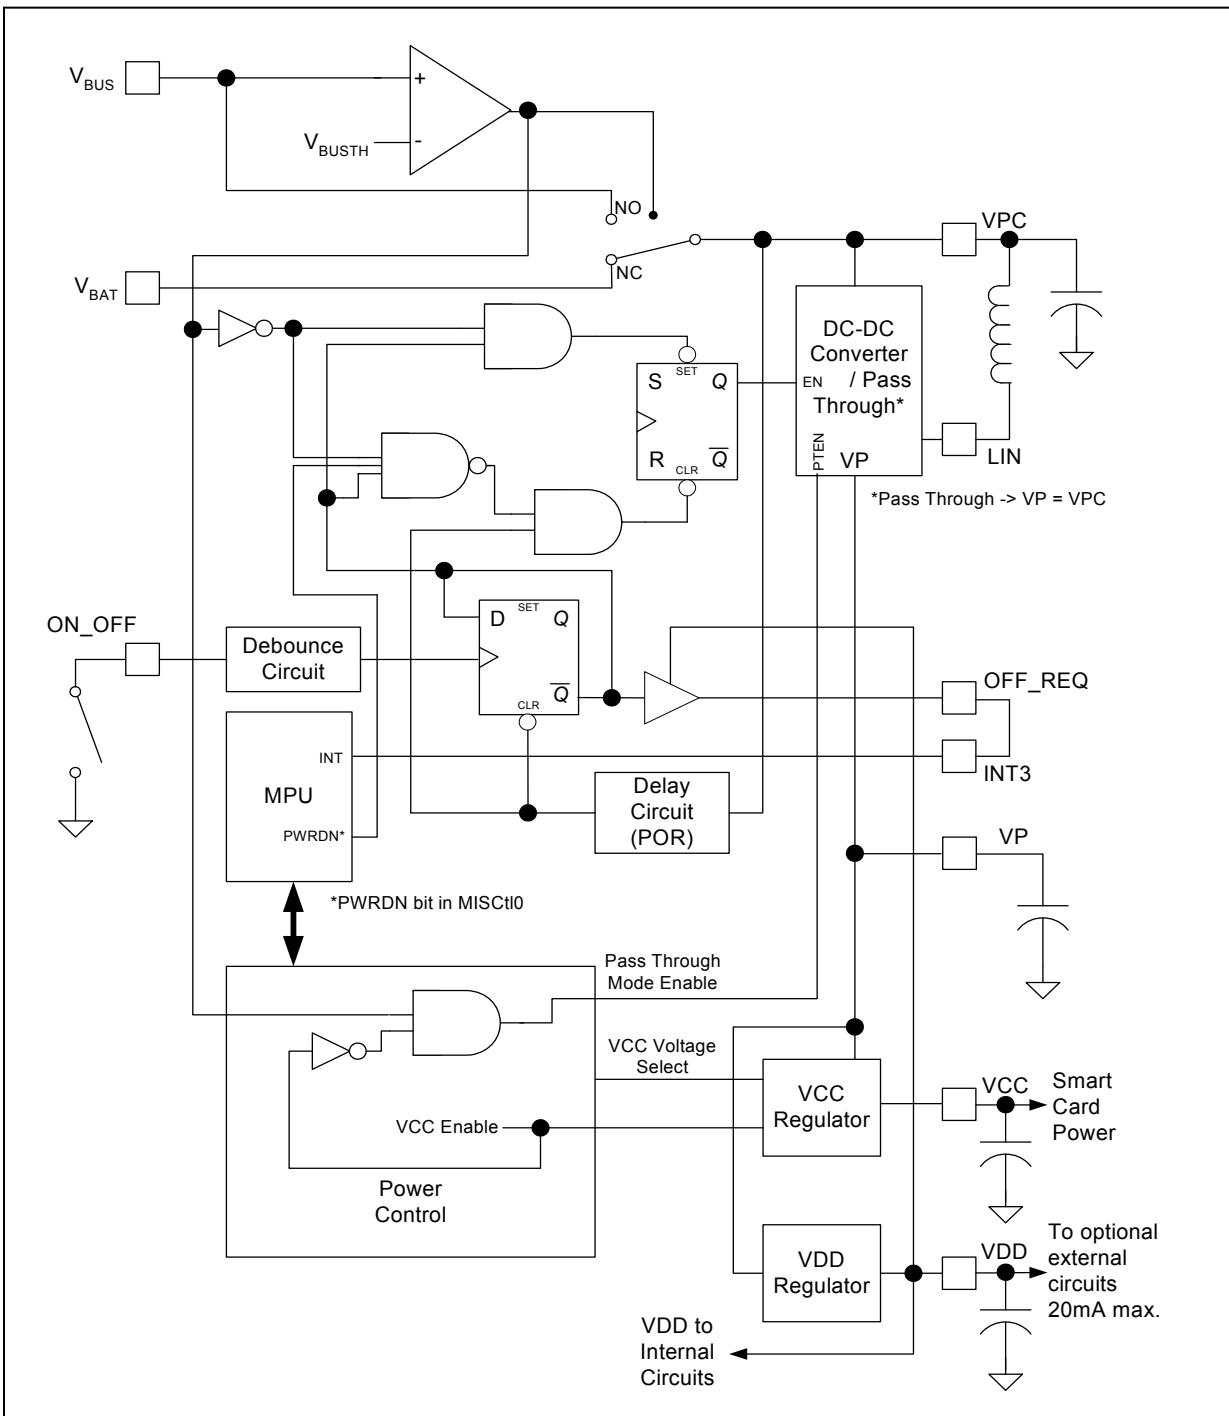 VBUS
+
VBUSTH
-
NO
VPC
NC
VBAT
DC-DC
Converter
/ Pass
Through*
EN
PTEN
VP
S
SET
Q
R
CLR
Q
LIN
*Pass Through -> VP = VPC
ON_OFF
Debounce
Circuit
D
SET
Q
Q
CLR
OFF_REQ
INT
MPU
PWRDN*
INT3
Delay
Circuit
(POR)
VP
*PWRDN bit in MISCtl0
Pass Through
Mode Enable
VCC Voltage
Select
VCC Enable
Power
Control
VCC
Regulator
VCC
Smart
Card
Power
VDD
Regulator
VDD
To optional
external
circuits
20mA max.
VDD to
Internal
Circuits